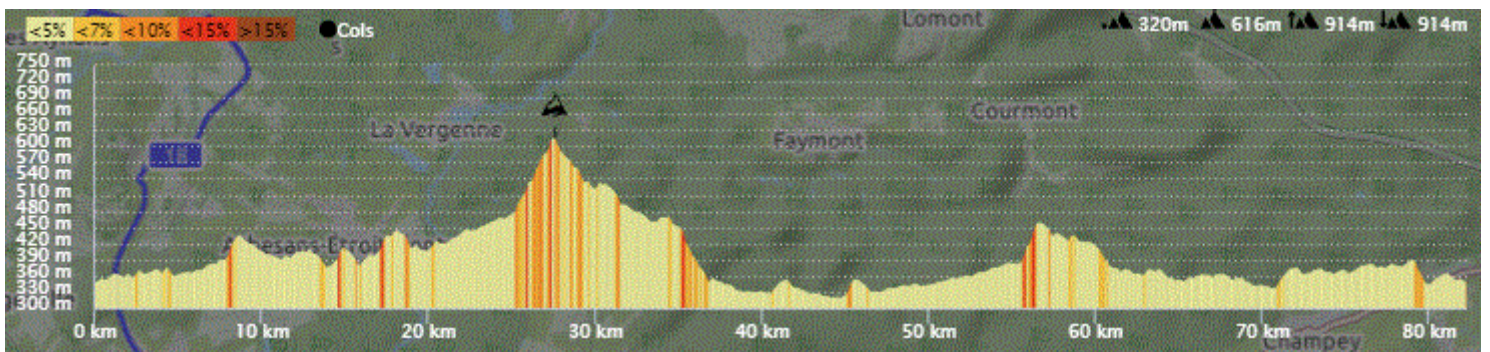 Lomont
<5% <7% <10% <15% >15% Cols
320m 616m 914m 914m
750 m
720 m
690 m
660 m
Courmont
630 m
La Vergenne
Faymont
600 m
570 m
540 m
510 m
480 m
450 m
420 m
390 m
360 m
330 m
300 m
0 km 10 km 20 km 30 km 40 km 50 km 60 km 70 km 80 km
Champey